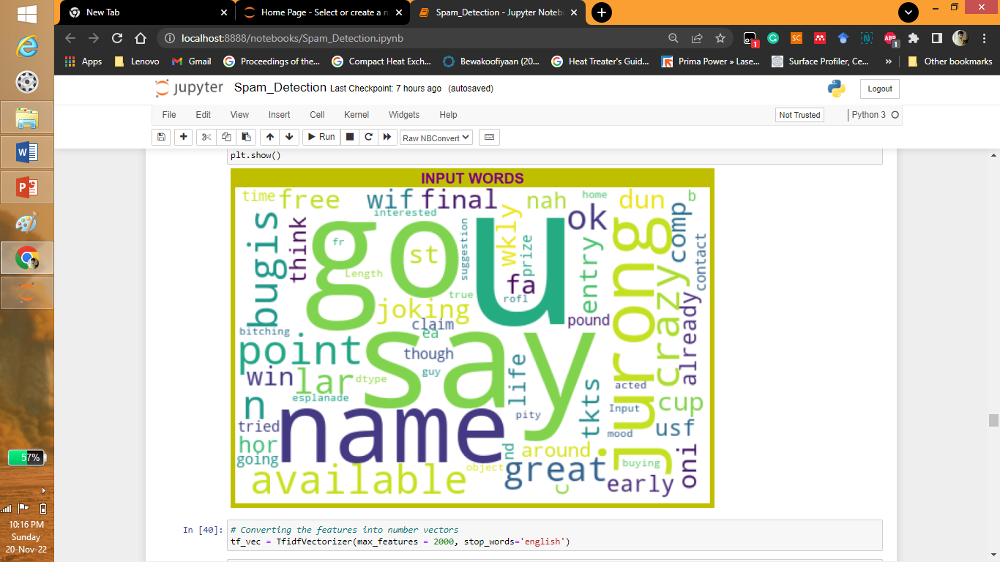 New Tab
Home Page - Select or create a n
Spam_Detection - Jupyter Noteb
localhost:8888/notebooks/Spam_Detection.ipynb
Apps Lenovo Gmail Proceedings of the... Compact Heat Exch... Bewakoofiyaan (20... Heat Treater's Guid... Prima Power » Lase... Surface Profiler, Ce... » Other bookmarks
jupyter Spam_Detection Last Checkpoint: 7 hours ago (autosaved)
Logout
File Edit View Insert Cell Kernel Widgets Help
Not Trusted
Python 3
Run
Raw NBConvert
plt.show()
INPUT WORDS
time
free
wif
final
nah
home
dun
b
interested
bugis
think
go
u
wkly
ok
comp
fr
st
suggestion
prize
entry
jurong
contact
Length
fa
crazy
true
rofl
joking
already
claim
pound
bitching
ea
point
say
though
life
win
lar
dtype
guy
tkts
acted
n
esplanade
cup
name
pity
Input
tried
mood
usf
hor
nd
around
oni
going
object
great
buying
available
c
early
In [40]:
# Converting the features into number vectors
tf_vec = TfidfVectorizer(max_features = 2000, stop_words='english')
57%
10:16 PM
Sunday
20-Nov-22